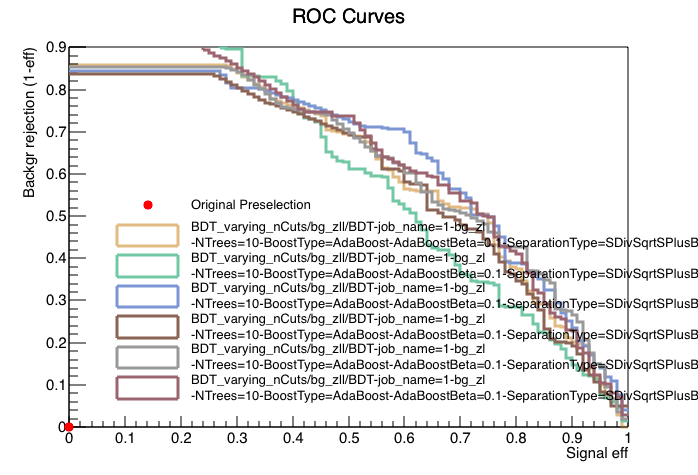 ROC Curves
Backgr rejection (1-eff)
0.9
0.8
0.7
0.6
0.5
0.4
0.3
0.2
0.1
0
Original Preselection
BDT_varying_nCuts/bg_zll/BDT-job_name=1-bg_zl
-NTrees=10-BoostType=AdaBoost-AdaBoostBeta=0.1-SeparationType=SDivSqrtSPlusB
BDT_varying_nCuts/bg_zll/BDT-job_name=1-bg_zl
-NTrees=10-BoostType=AdaBoost-AdaBoostBeta=0.1-SeparationType=SDivSqrtSPlusB
BDT_varying_nCuts/bg_zll/BDT-job_name=1-bg_zl
-NTrees=10-BoostType=AdaBoost-AdaBoostBeta=0.1-SeparationType=SDivSqrtSPlusB
BDT_varying_nCuts/bg_zll/BDT-job_name=1-bg_zl
-NTrees=10-BoostType=AdaBoost-AdaBoostBeta=0.1-SeparationType=SDivSqrtSPlusB
BDT_varying_nCuts/bg_zll/BDT-job_name=1-bg_zl
-NTrees=10-BoostType=AdaBoost-AdaBoostBeta=0.1-SeparationType=SDivSqrtSPlusB
BDT_varying_nCuts/bg_zll/BDT-job_name=1-bg_zl
-NTrees=10-BoostType=AdaBoost-AdaBoostBeta=0.1-SeparationType=SDivSqrtSPlusB
0 0.1 0.2 0.3 0.4 0.5 0.6 0.7 0.8 0.9 1
Signal eff